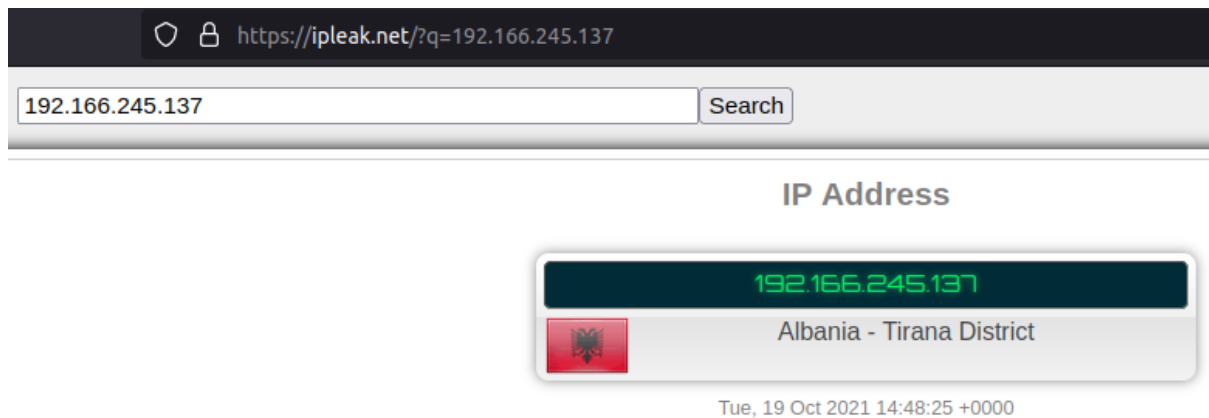 https://ipleak.net/?q=192.166.245.137
192.166.245.137 Search
IP Address
192.166.245.137
Albania - Tirana District
Tue, 19 Oct 2021 14:48:25 +0000